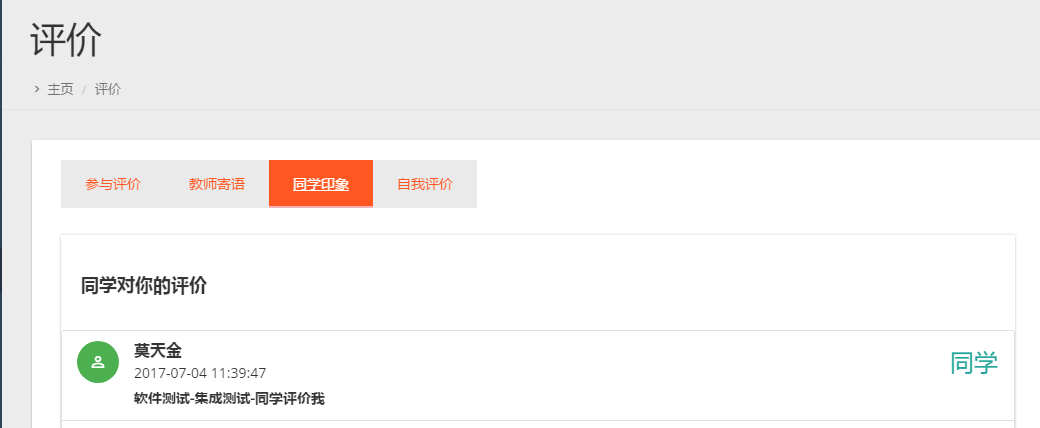 评价
主页 / 评价
参与评价 教师寄语 同学印象 自我评价
同学对你的评价
莫天金
同学
2017-07-04 11:39:47
软件测试-集成测试-同学评价我